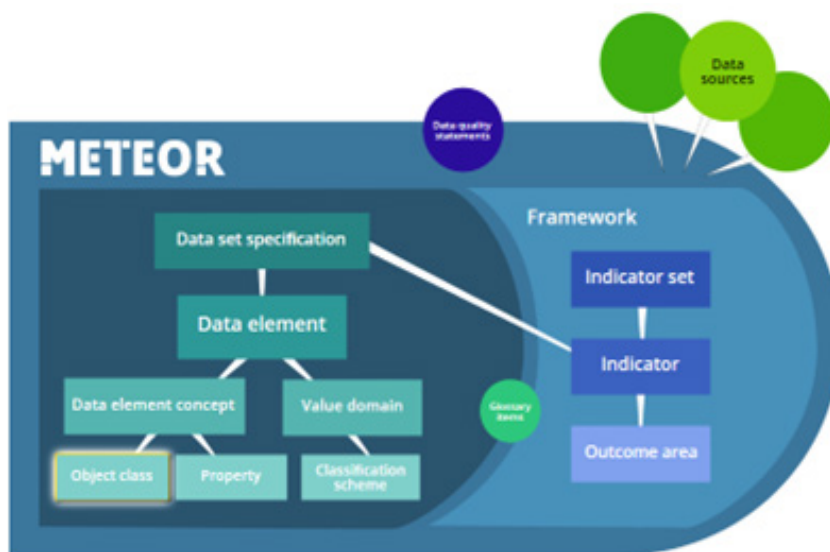 Data
sources
Data quality
statements
METEOR
Framework
Data set specification
Indicator set
Data element
Indicator
Data element concept
Value domain
Glossary
items
Outcome area
Object class
Property
Classification
scheme